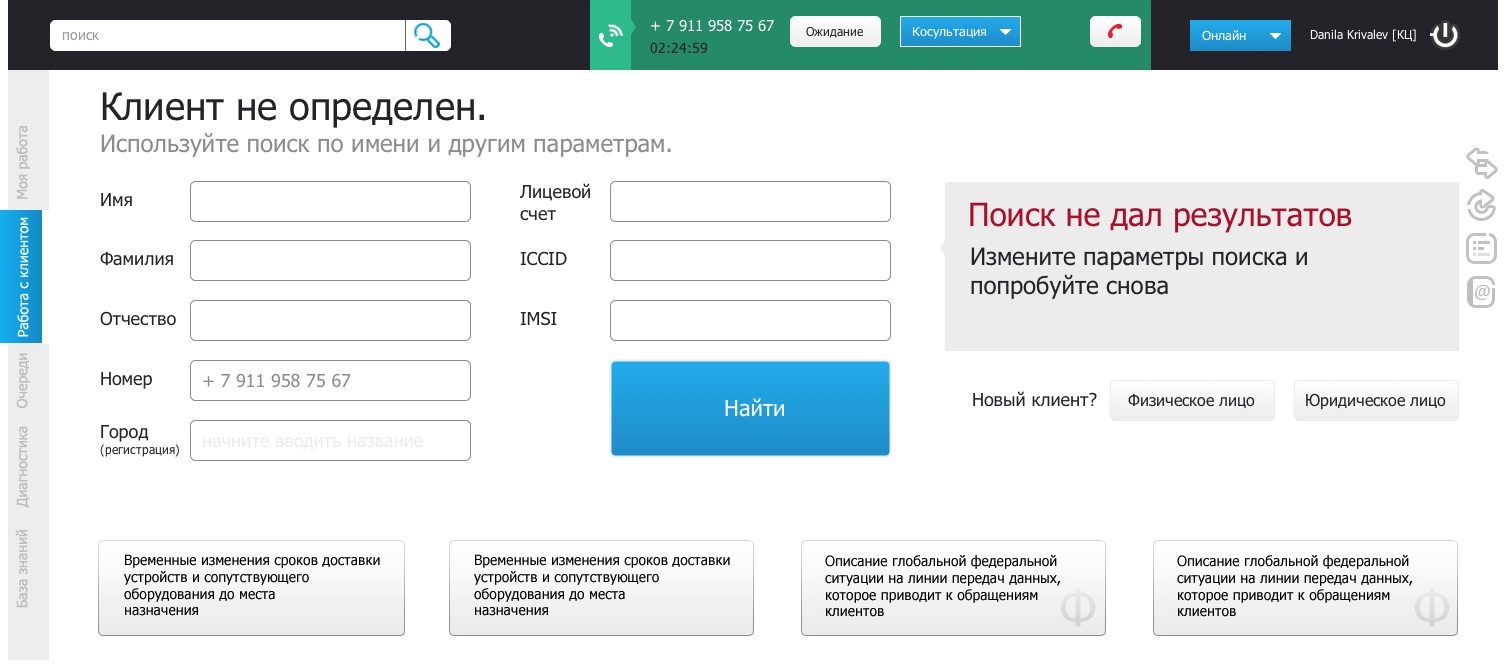 поиск
+ 7 911 958 75 67
02:24:59
Ожидание
Косультация
Онлайн
Danila Krivalev [КЦ]
Моя работа
Работа с клиентом
Очереди
Диагностика
База знаний
Клиент не определен.
Используйте поиск по имени и другим параметрам.
Имя
Фамилия
Отчество
Номер
+ 7 911 958 75 67
Город
(регистрация)
начните вводить название
Лицевой
счет
ICCID
IMSI
Найти
Поиск не дал результатов
Измените параметры поиска и
попробуйте снова
Новый клиент?
Физическое лицо
Юридическое лицо
@
Временные изменения сроков доставки
устройств и сопутствующего
оборудования до места
назначения
Временные изменения сроков доставки
устройств и сопутствующего
оборудования до места
назначения
Описание глобальной федеральной
ситуации на линии передач данных,
которое приводит к обращениям
клиентов
Ф
Описание глобальной федеральной
ситуации на линии передач данных,
которое приводит к обращениям
клиентов
Ф